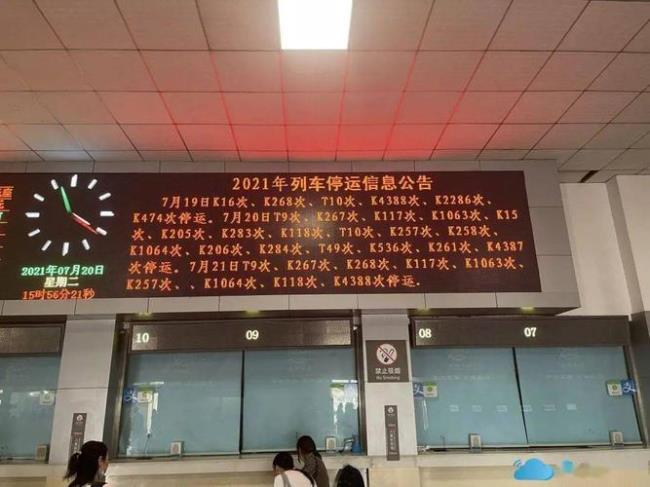 2021年列车停运信息公告
7月19日K16次、K268次、T10次、K4388次、K2286次、
K474次停运。7月20日T9次、K267次、K117次、K1063次、K15
次、K205次、K283次、K118次、T10次、K257次、K258次、
K1064次、K206次、K284次、T49次、K536次、K261次、K4387
次停运。7月21日T9次、K267次、K268次、K117次、K1063次、
K257次、、K1064次、K118次、K4388次停运。
2021年07月20日
星期二
15时56分21秒
10
09
08
07
禁止吸烟
No Smoking